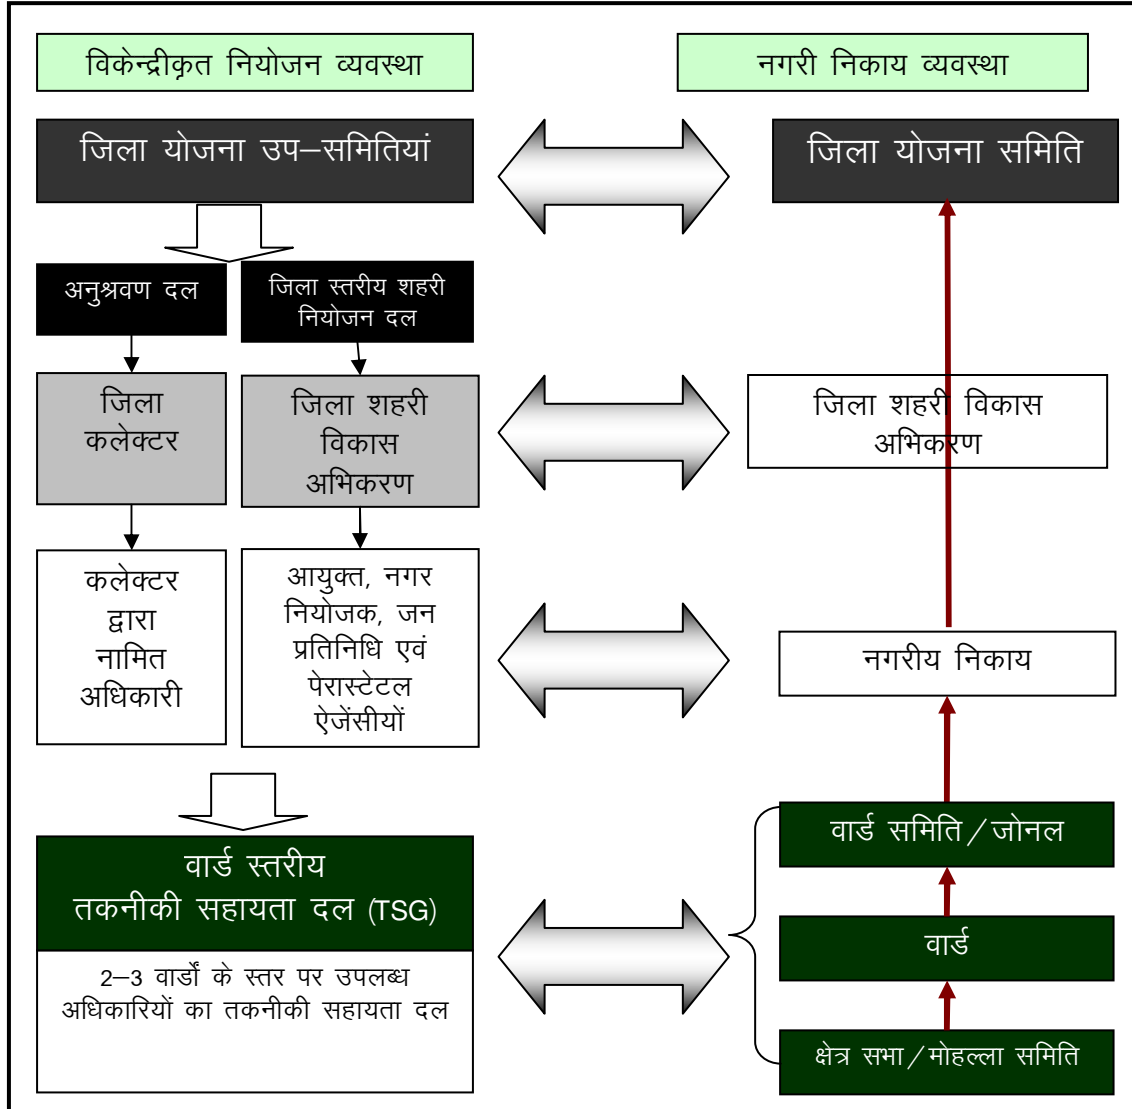 विकेन्द्रीकृत नियोजन व्यवस्था
नगरी निकाय व्यवस्था
जिला योजना उप–समितियां
जिला योजना समिति
अनुश्रवण दल
जिला स्तरीय शहरी
नियोजन दल
जिला
कलेक्टर
जिला शहरी
विकास
अभिकरण
जिला शहरी विकास
अभिकरण
कलेक्टर
द्वारा
नामित
अधिकारी
आयुक्त, नगर
नियोजक, जन
प्रतिनिधि एवं
पेरास्टेटल
ऐजेंसीयों
नगरीय निकाय
वार्ड स्तरीय
तकनीकी सहायता दल (TSG)
2–3 वार्डों के स्तर पर उपलब्ध
अधिकारियों का तकनीकी सहायता दल
वार्ड समिति/जोनल
वार्ड
क्षेत्र सभा/मोहल्ला समिति